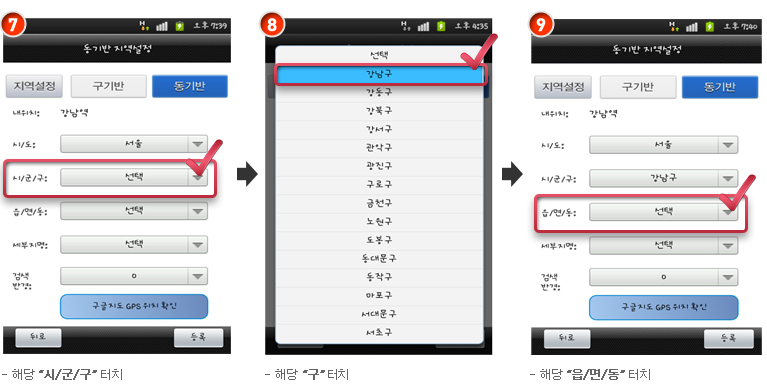 7
H 오후 7:39
동기반 지역설정
지역설정 구기반 동기반
내위치: 강남역
시/도: 서울
시/군/구: 선택
읍/면/동: 선택
세부지명: 선택
검색
반경: 0
구글지도 GPS 위치 확인
뒤로 등록
- 해당 "시/군/구" 터치
8
H 오후 4:35
선택
강남구
강동구
강북구
강서구
관악구
광진구
구로구
금천구
노원구
도봉구
동대문구
동작구
마포구
서대문구
서초구
- 해당 "구" 터치
9
H 오후 7:40
동기반 지역설정
지역설정 구기반 동기반
내위치: 강남역
시/도: 서울
시/군/구: 강남구
읍/면/동: 선택
세부지명: 선택
검색
반경: 0
구글지도 GPS 위치 확인
뒤로 등록
- 해당 "읍/면/동" 터치